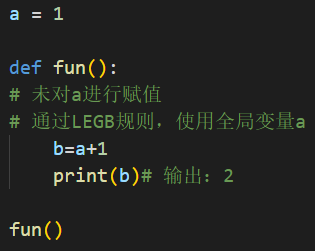 a = 1
def fun():
# 未对a进行赋值
# 通过LEGB规则，使用全局变量a
    b=a+1
    print(b)# 输出：2
fun()